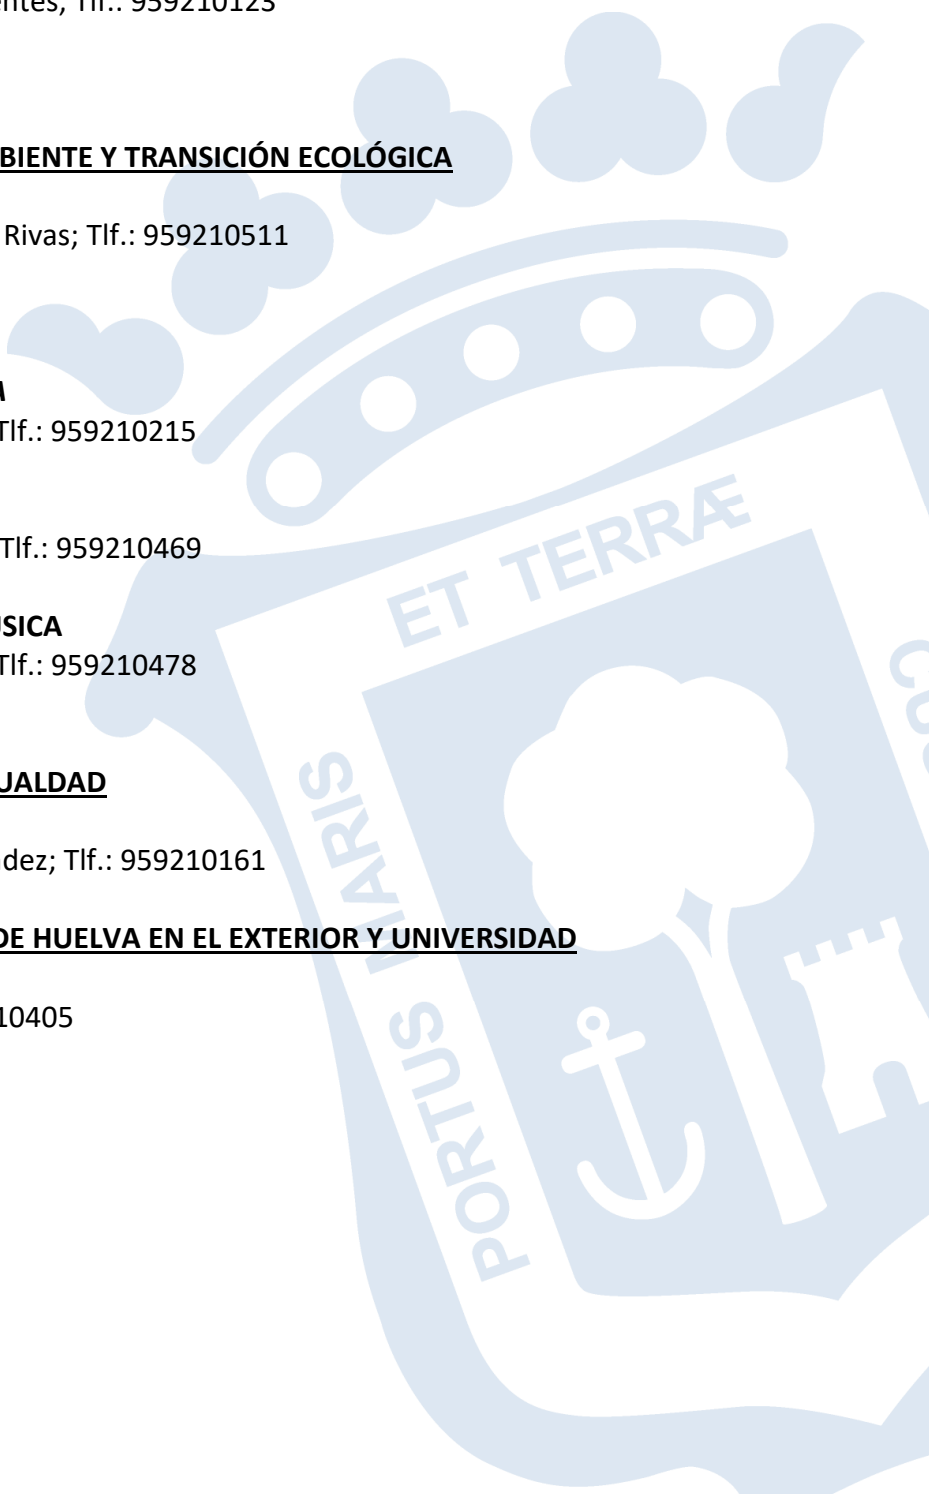 entes; Tlf.: 959210123
BIENTE Y TRANSICIÓN ECOLÓGICA
Rivas; Tlf.: 959210511
Tlf.: 959210215
Tlf.: 959210469
ÚSICA
Tlf.: 959210478
UALDAD
dez; Tlf.: 959210161
DE HUELVA EN EL EXTERIOR Y UNIVERSIDAD
10405
ET TERRÆ
PORTUS MARIS